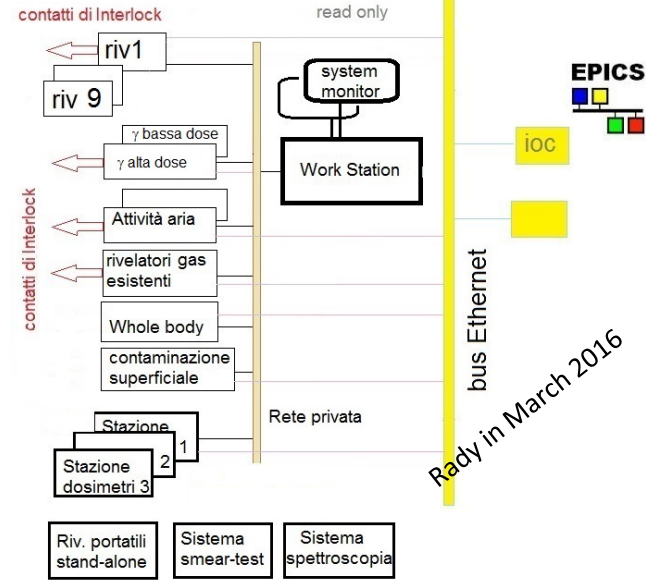 contatti di Interlock
read only
riv1
riv 9
system
monitor
EPICS
γ bassa dose
γ alta dose
Work Station
ioc
Attività aria
contatti di Interlock
rivelatori gas
esistenti
bus Ethernet
Whole body
contaminazione
superficiale
Rady in March 2016
Rete privata
Stazione
1
2
Stazione
dosimetri 3
Riv. portatili
stand-alone
Sistema
smear-test
Sistema
spettroscopia